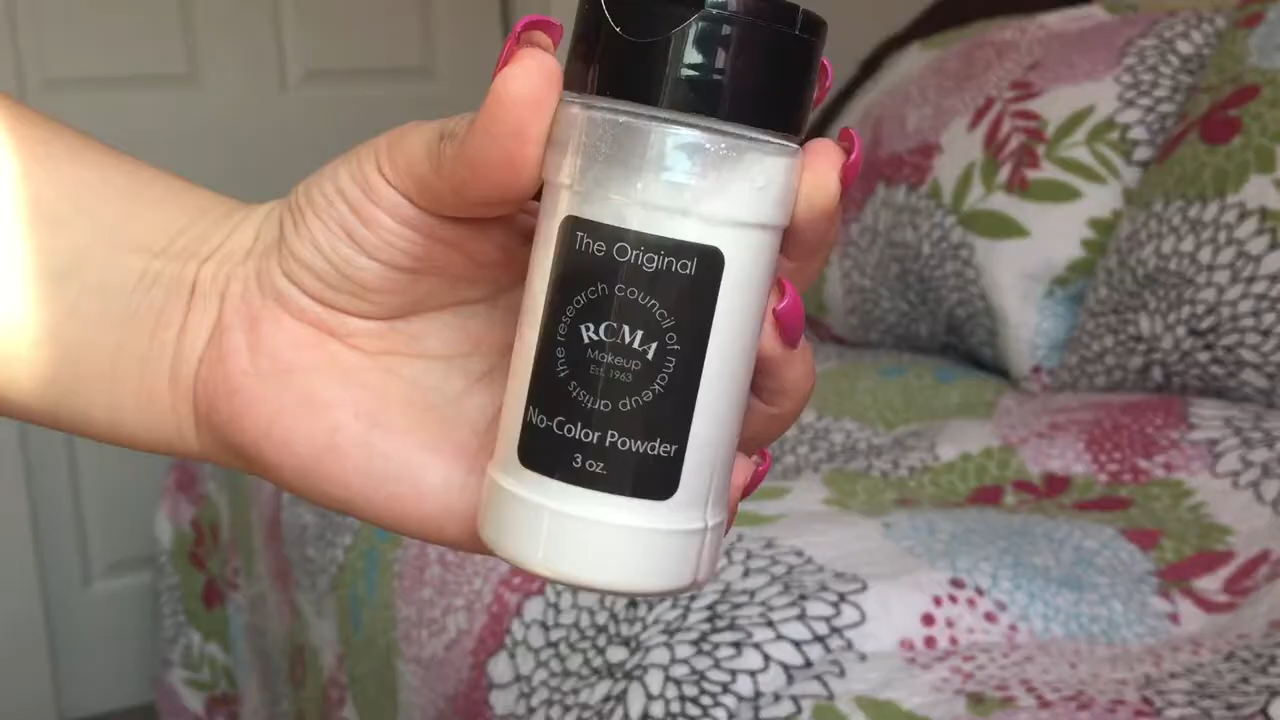 The Original
the research council of makeup artists
RCMA
Makeup
Est. 1963
No-Color Powder
3 oz.